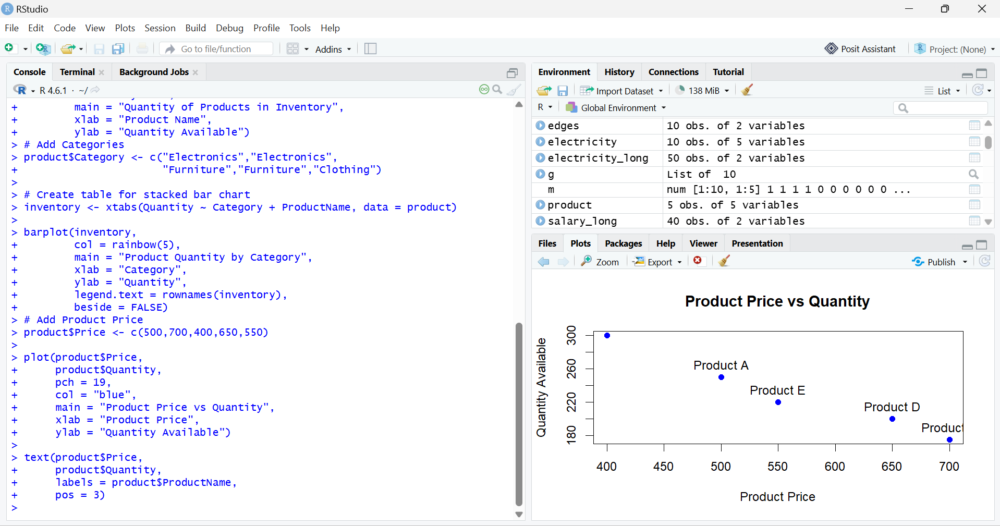 RStudio
File Edit Code View Plots Session Build Debug Profile Tools Help
Go to file/function Addins Posit Assistant Project: (None)
Console Terminal Background Jobs
R 4.6.1 · ~/
+         main = "Quantity of Products in Inventory",
+         xlab = "Product Name",
+         ylab = "Quantity Available")
> # Add Categories
> product$Category <- c("Electronics","Electronics",
+                       "Furniture","Furniture","Clothing")
>
> # Create table for stacked bar chart
> inventory <- xtabs(Quantity ~ Category + ProductName, data = product)
>
> barplot(inventory,
+         col = rainbow(5),
+         main = "Product Quantity by Category",
+         xlab = "Category",
+         ylab = "Quantity",
+         legend.text = rownames(inventory),
+         beside = FALSE)
> # Add Product Price
> product$Price <- c(500,700,400,650,550)
>
> plot(product$Price,
+      product$Quantity,
+      pch = 19,
+      col = "blue",
+      main = "Product Price vs Quantity",
+      xlab = "Product Price",
+      ylab = "Quantity Available")
>
> text(product$Price,
+      product$Quantity,
+      labels = product$ProductName,
+      pos = 3)
>
Environment History Connections Tutorial
Import Dataset 138 MiB List
R Global Environment
edges 10 obs. of 2 variables
electricity 10 obs. of 5 variables
electricity_long 50 obs. of 2 variables
g List of 10
m num [1:10, 1:5] 1 1 1 1 0 0 0 0 0 0 ...
product 5 obs. of 5 variables
salary_long 40 obs. of 2 variables
Files Plots Packages Help Viewer Presentation
Zoom Export Publish
Product Price vs Quantity
Quantity Available
300
260
220
180
Product A
Product E
Product D
Product
400 450 500 550 600 650 700
Product Price